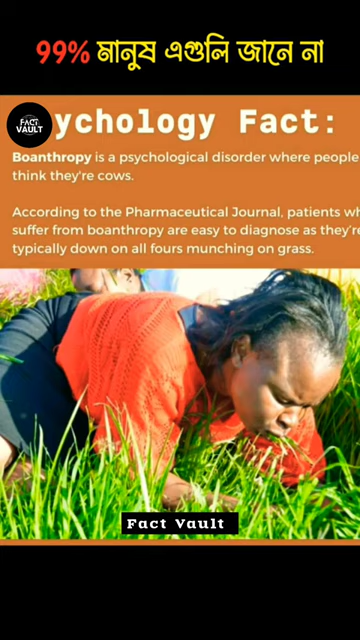 99% মানুষ এগুলি জানে না
FACT
VAULT
ychology Fact:
Boanthropy is a psychological disorder where people
think they're cows.
According to the Pharmaceutical Journal, patients wh
suffer from boanthropy are easy to diagnose as they're
typically down on all fours munching on grass.
Fact Vault